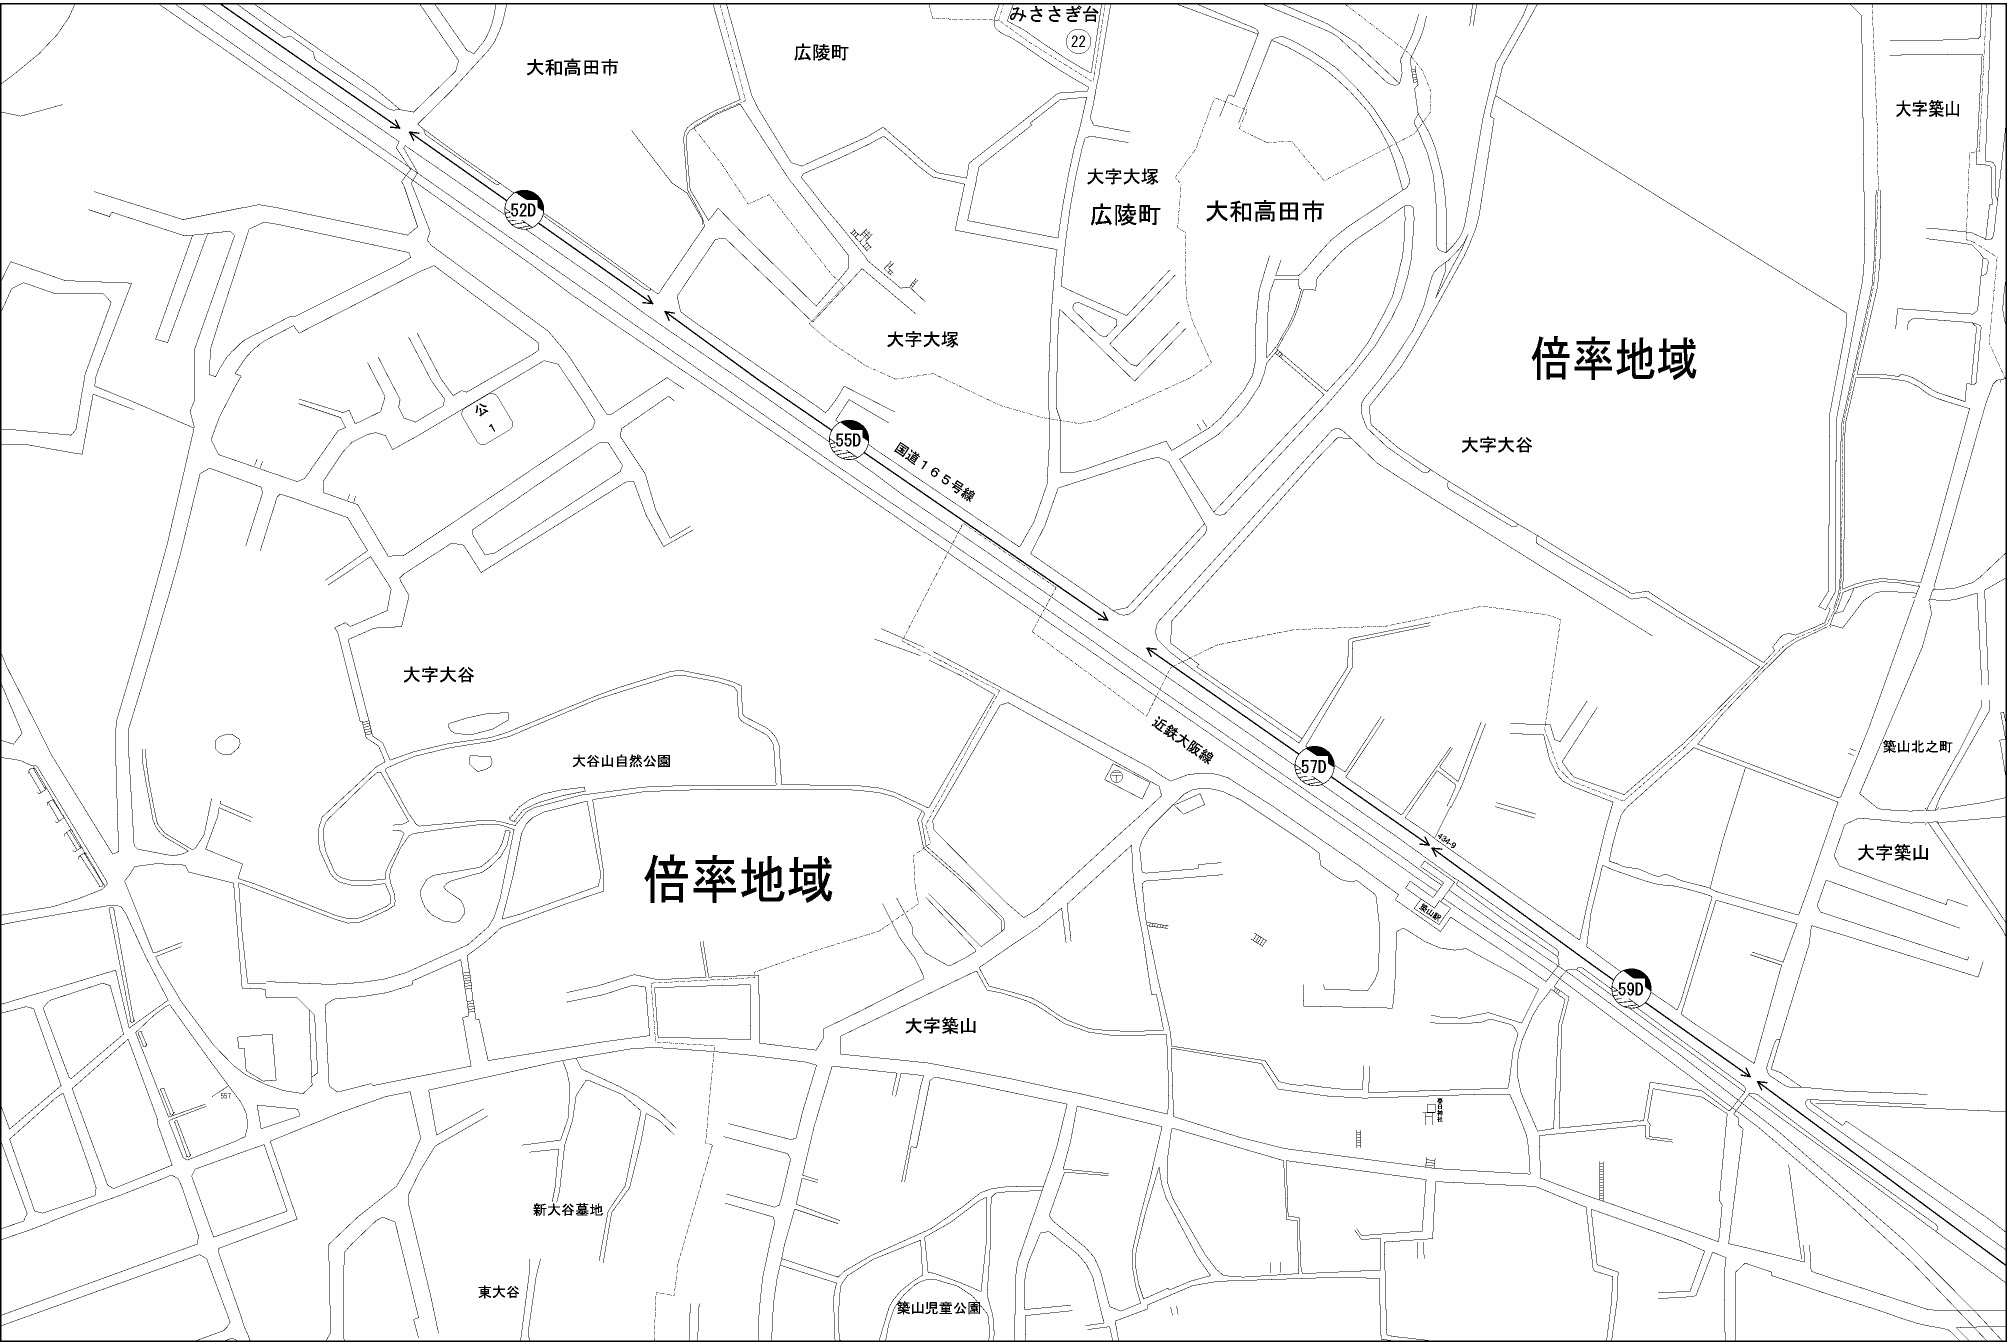 みささぎ台
22
広陵町
大和高田市
大字築山
大字大塚
広陵町
大和高田市
52D
大字大塚
倍率地域
公
1
55D
国道165号線
大字大谷
大字大谷
近鉄大阪線
築山北之町
大谷山自然公園
57D
434.9
倍率地域
大字築山
築山駅
59D
大字築山
557
春日神社
新大谷墓地
東大谷
築山児童公園